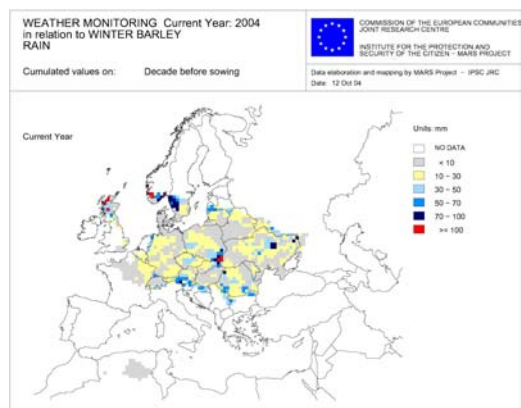 WEATHER MONITORING Current Year: 2004
in relation to WINTER BARLEY
RAIN
Cumulated values on: Decade before sowing
COMMISSION OF THE EUROPEAN COMMUNITIES
JOINT RESEARCH CENTRE
INSTITUTE FOR THE PROTECTION AND
SECURITY OF THE CITIZEN - MARS PROJECT
Data elaboration and mapping by MARS Project - IPSC JRC
Date: 12 Oct 04
Current Year
Units: mm
NO DATA
< 10
10 - 30
30 - 50
50 - 70
70 - 100
>= 100